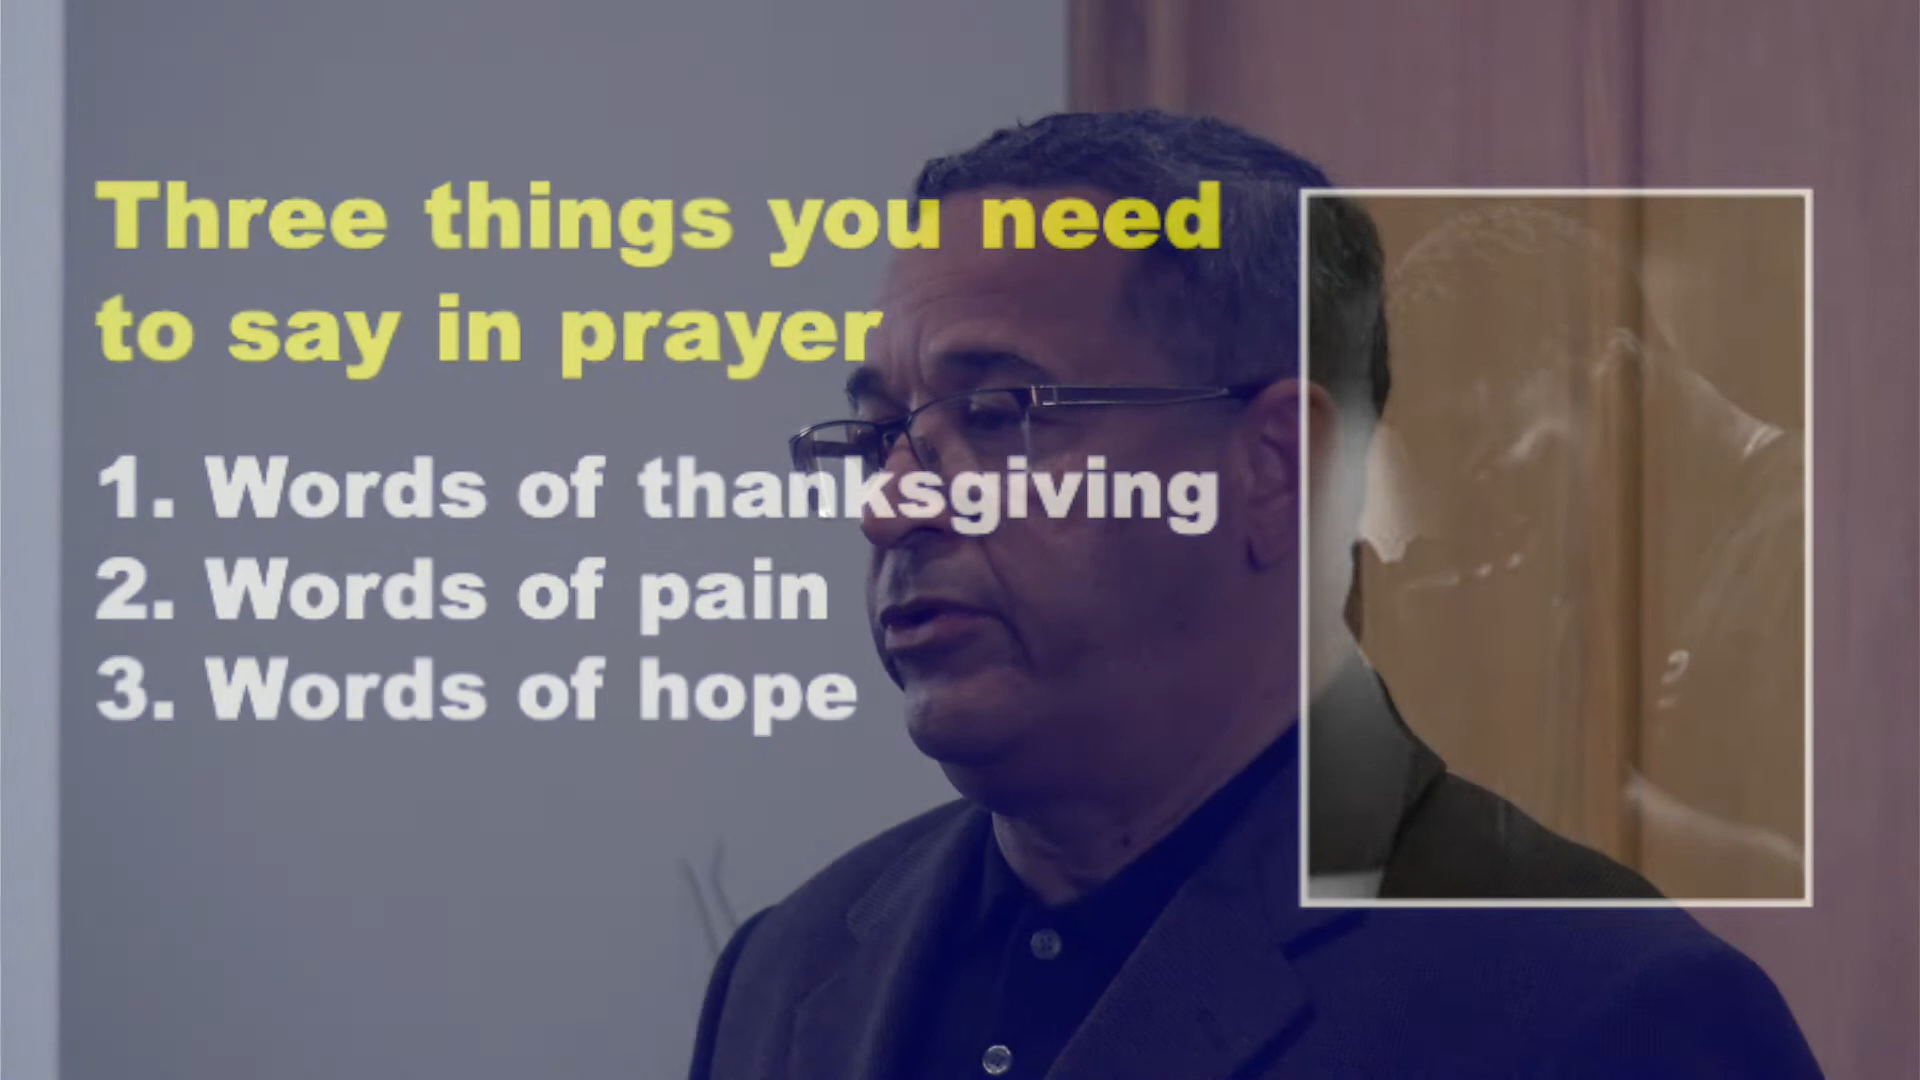 Three things you need
to say in prayer
1. Words of thanksgiving
2. Words of pain
3. Words of hope